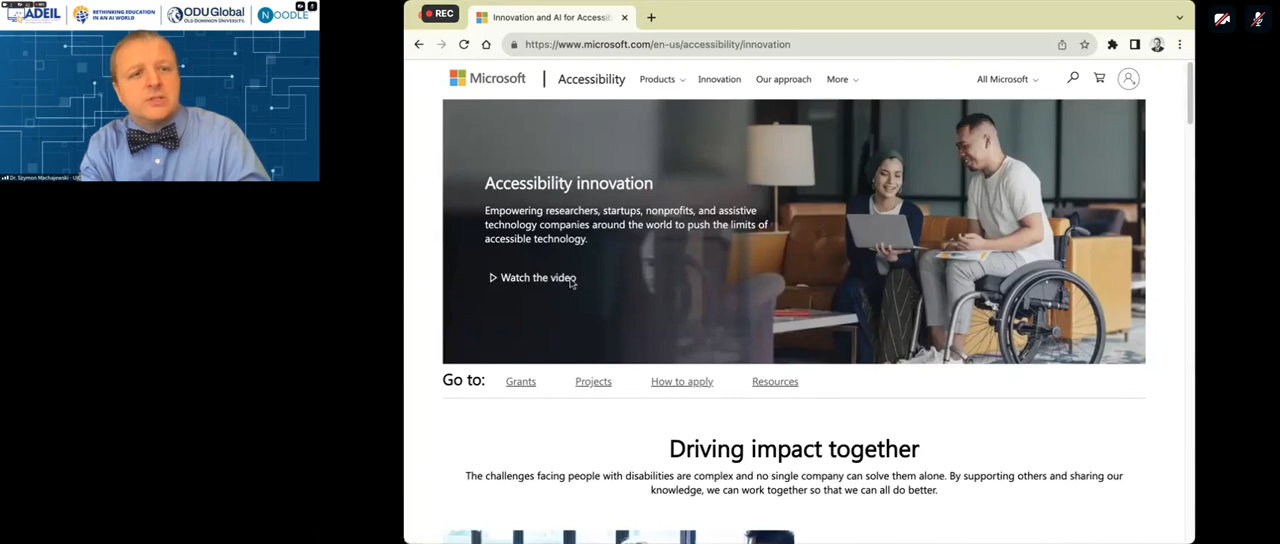 ADEIL
RETHINKING EDUCATION
IN AN AI WORLD
ODUGlobal
OLD DOMINION UNIVERSITY
NOODLE
Dr. Szymon Machajewski - UIC
REC
Innovation and AI for Accessib
https://www.microsoft.com/en-us/accessibility/innovation
Microsoft
Accessibility
Products
Innovation
Our approach
More
All Microsoft
Accessibility innovation
Empowering researchers, startups, nonprofits, and assistive
technology companies around the world to push the limits of
accessible technology.
Watch the video
Go to:
Grants
Projects
How to apply
Resources
Driving impact together
The challenges facing people with disabilities are complex and no single company can solve them alone. By supporting others and sharing our
knowledge, we can work together so that we can all do better.